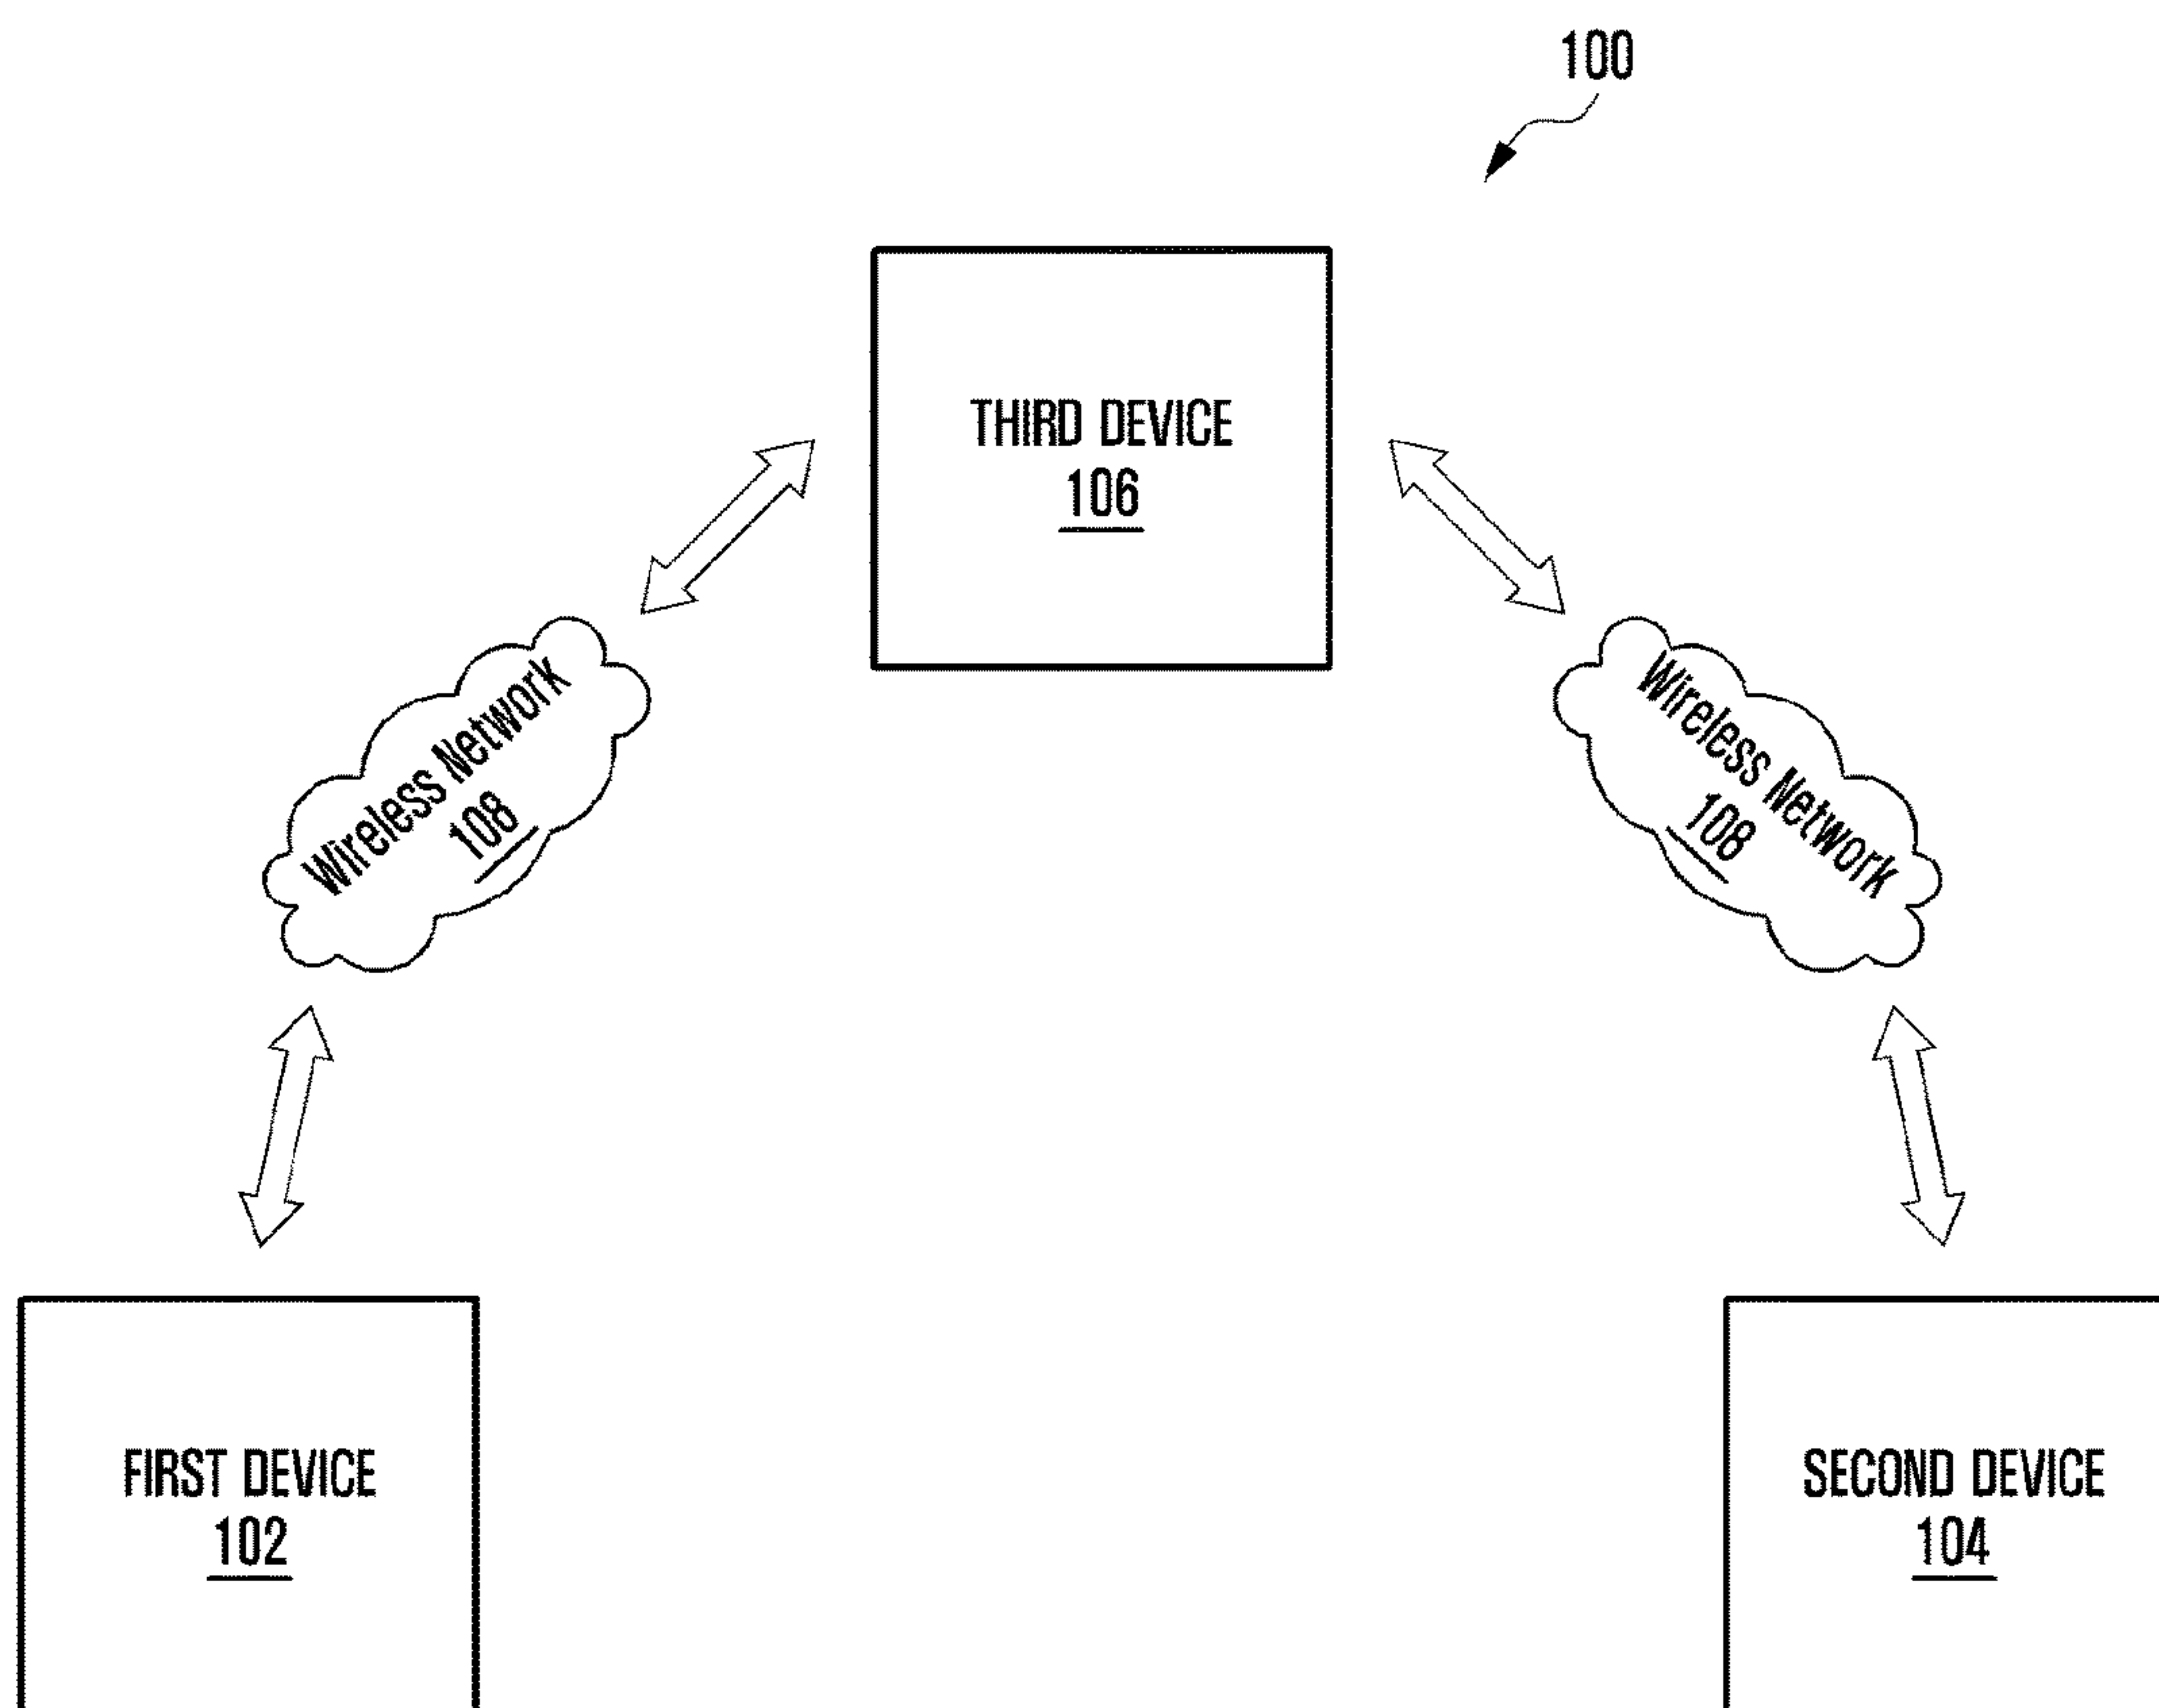 100
THIRD DEVICE
106
Wireless Network
108
Wireless Network
108
FIRST DEVICE
102
SECOND DEVICE
104